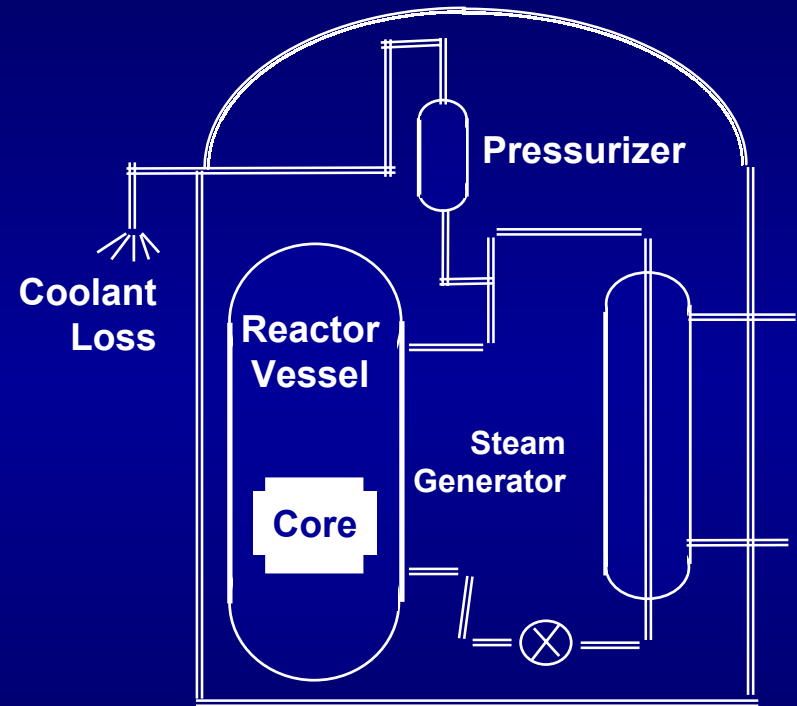 Pressurizer
Coolant
Loss
Reactor
Vessel
Steam
Generator
Core